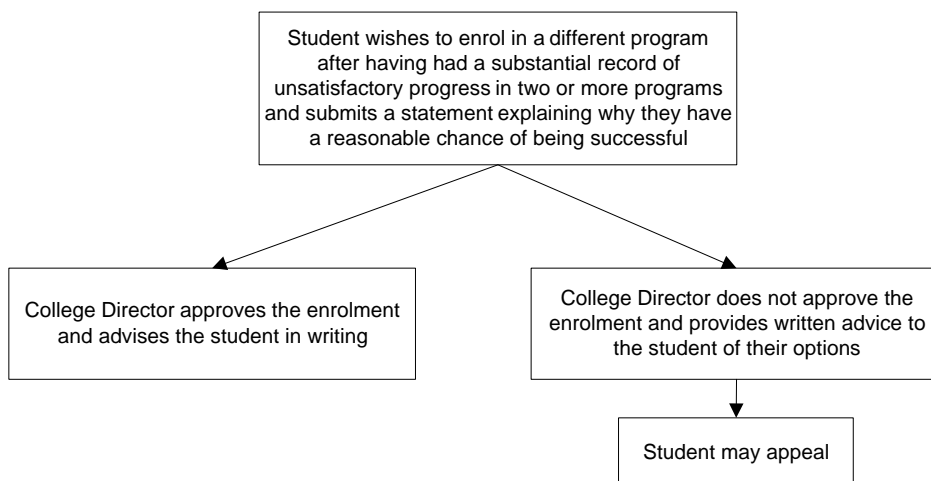 Student wishes to enrol in a different program
after having had a substantial record of
unsatisfactory progress in two or more programs
and submits a statement explaining why they have
a reasonable chance of being successful
College Director approves the enrolment
and advises the student in writing
College Director does not approve the
enrolment and provides written advice to
the student of their options
Student may appeal